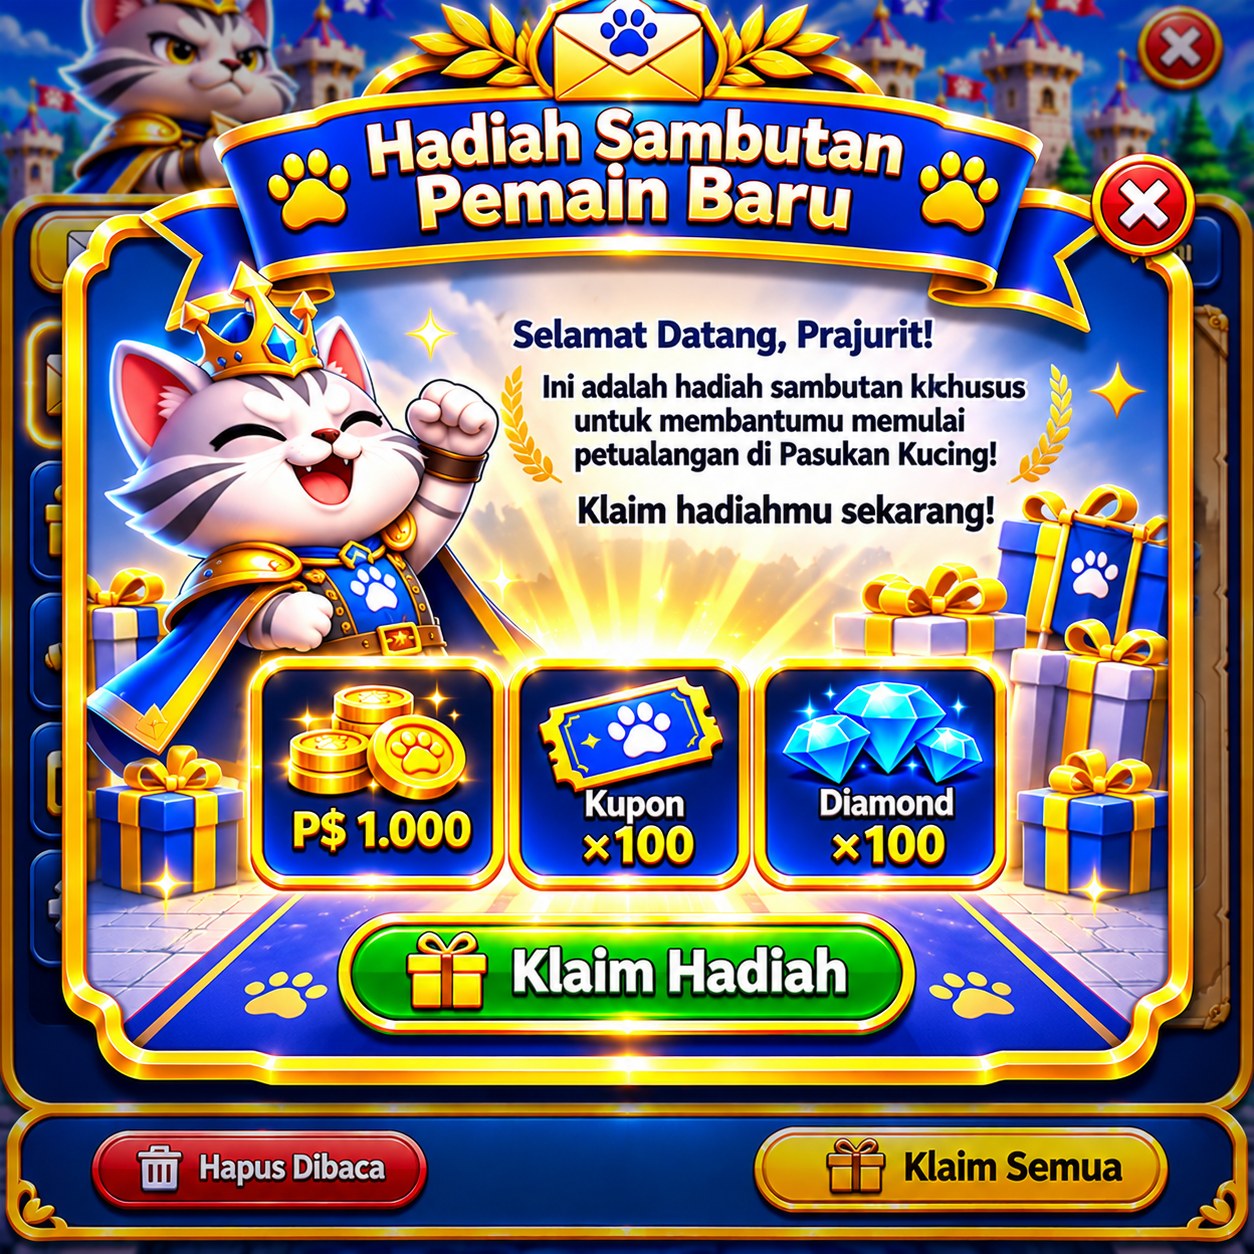 Hadiah Sambutan
Pemain Baru
Selamat Datang, Prajurit!
Ini adalah hadiah sambutan kkhusus
untuk membantumu memulai
petualangan di Pasukan Kucing!
Klaim hadiahmu sekarang!
P$ 1.000
Kupon
×100
Diamond
×100
Klaim Hadiah
Hapus Dibaca
Klaim Semua